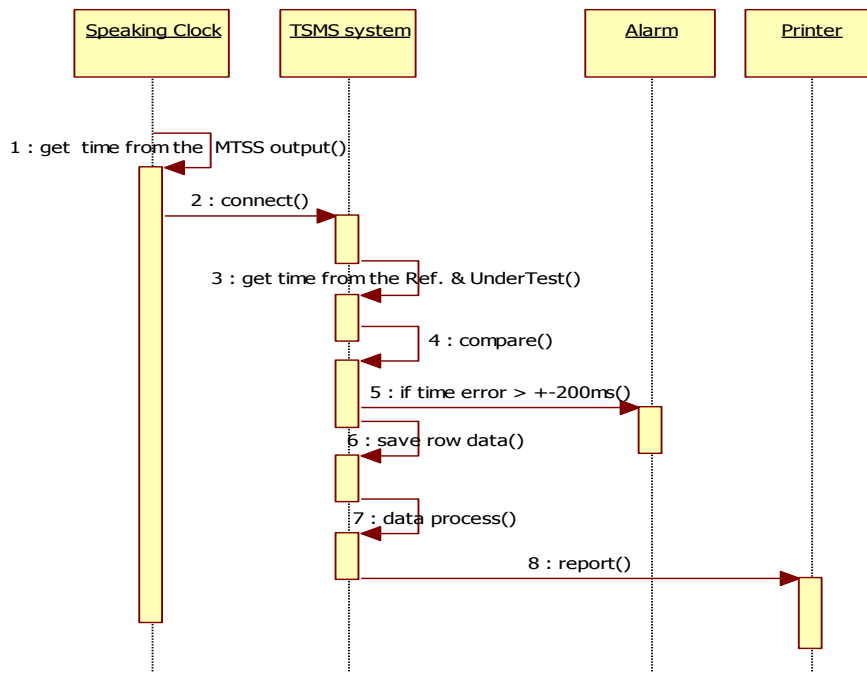 Speaking Clock
TSMS system
Alarm
Printer
1 : get time from the MTSS output()
2 : connect()
3 : get time from the Ref. & UnderTest()
4 : compare()
5 : if time error > +-200ms()
6 : save row data()
7 : data process()
8 : report()